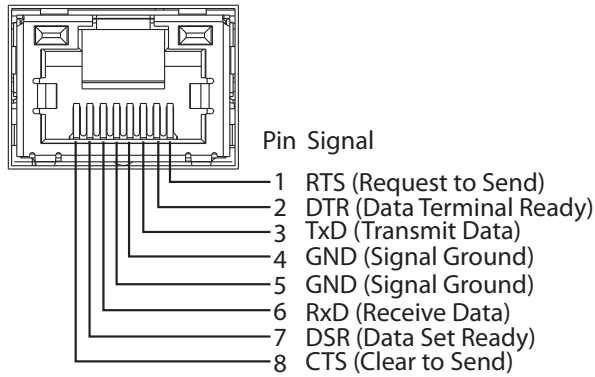 Pin Signal
1 RTS (Request to Send)
2 DTR (Data Terminal Ready)
3 TxD (Transmit Data)
4 GND (Signal Ground)
5 GND (Signal Ground)
6 RxD (Receive Data)
7 DSR (Data Set Ready)
8 CTS (Clear to Send)